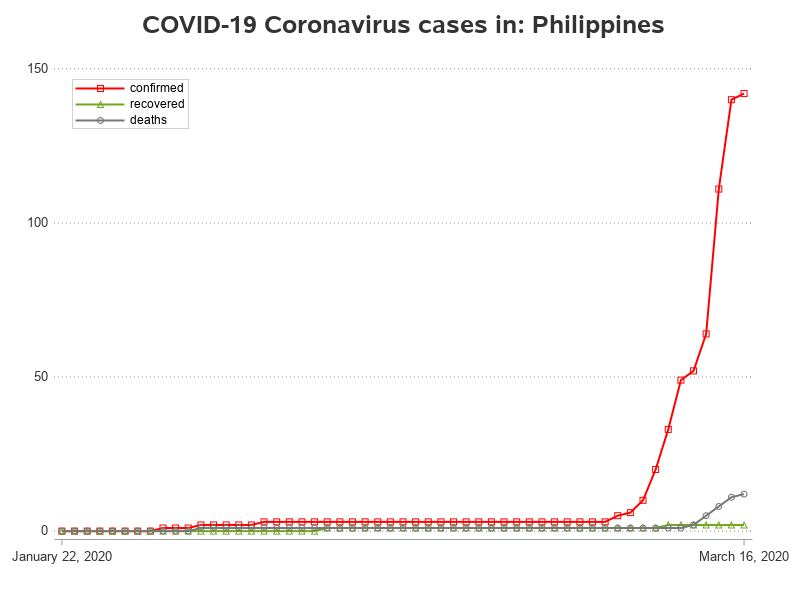 COVID-19 Coronavirus cases in: Philippines
150
confirmed
recovered
deaths
100
50
0
January 22, 2020
March 16, 2020